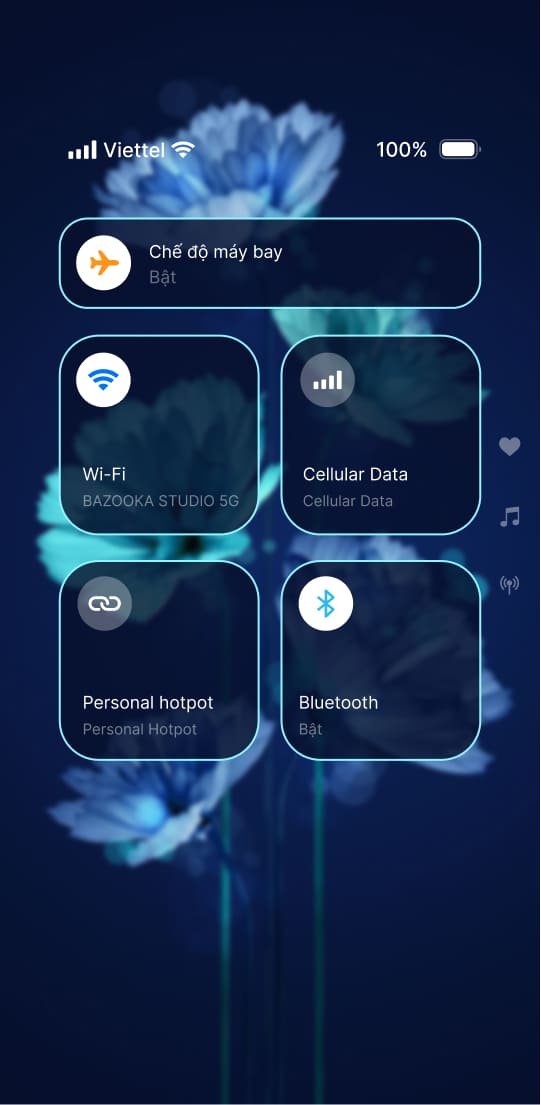 Viettel
100%
Chế độ máy bay
Bật
Wi-Fi
BAZOOKA STUDIO 5G
Cellular Data
Cellular Data
Personal hotpot
Personal Hotpot
Bluetooth
Bật